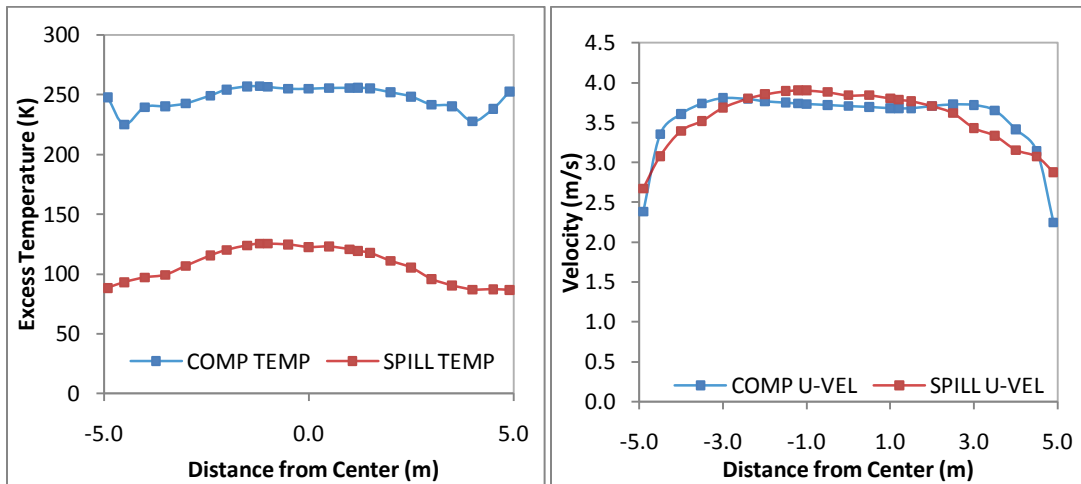 300
250
200
150
100
50
0
Excess Temperature (K)
COMP TEMP
SPILL TEMP
-5.0 0.0 5.0
Distance from Center (m)
4.5
4.0
3.5
3.0
2.5
2.0
1.5
1.0
0.5
0.0
Velocity (m/s)
COMP U-VEL
SPILL U-VEL
-5.0 -3.0 -1.0 1.0 3.0 5.0
Distance from Center (m)